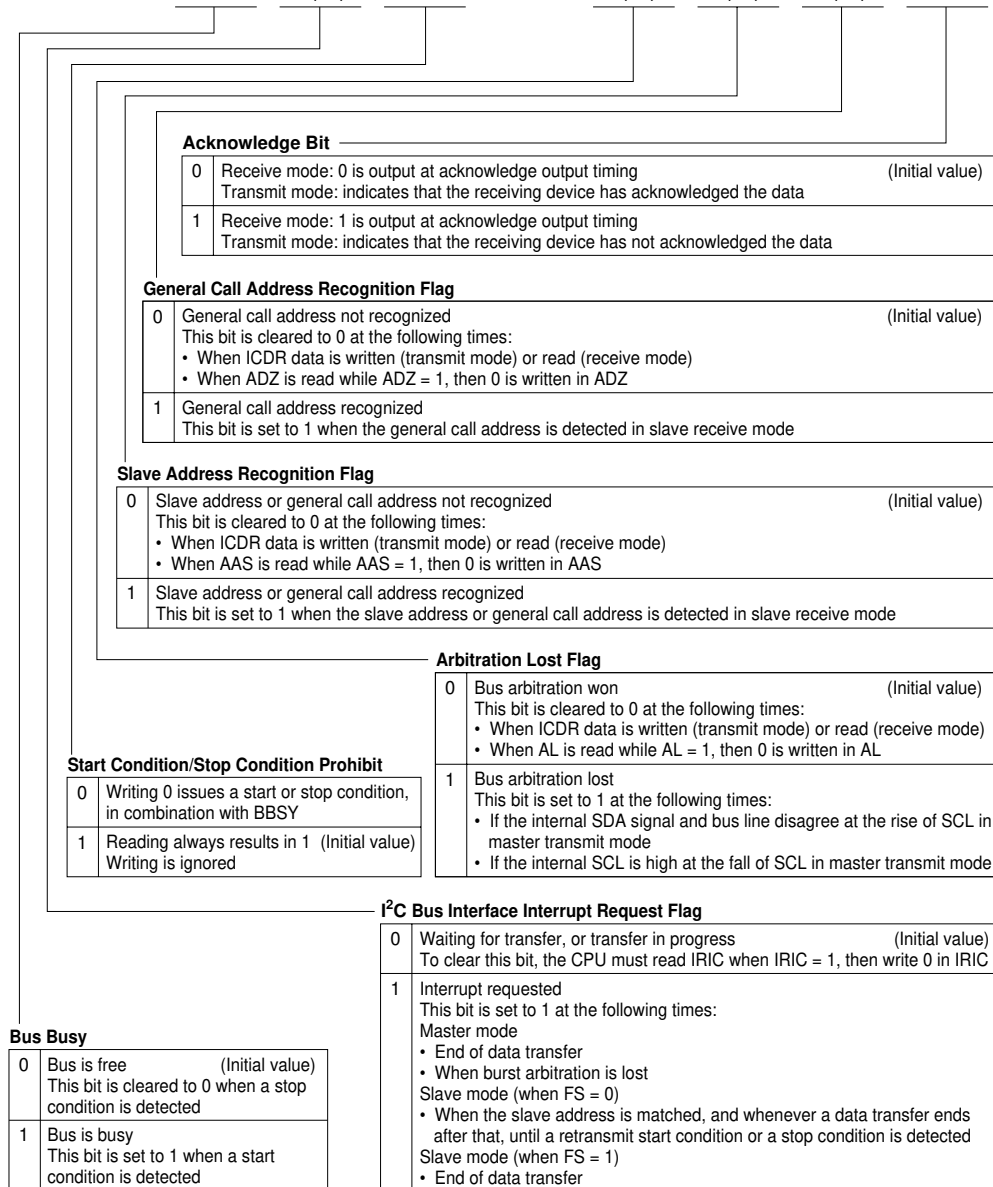 Acknowledge Bit
0 Receive mode: 0 is output at acknowledge output timing (Initial value)
Transmit mode: indicates that the receiving device has acknowledged the data
1 Receive mode: 1 is output at acknowledge output timing
Transmit mode: indicates that the receiving device has not acknowledged the data
General Call Address Recognition Flag
0 General call address not recognized (Initial value)
This bit is cleared to 0 at the following times:
• When ICDR data is written (transmit mode) or read (receive mode)
• When ADZ is read while ADZ = 1, then 0 is written in ADZ
1 General call address recognized
This bit is set to 1 when the general call address is detected in slave receive mode
Slave Address Recognition Flag
0 Slave address or general call address not recognized (Initial value)
This bit is cleared to 0 at the following times:
• When ICDR data is written (transmit mode) or read (receive mode)
• When AAS is read while AAS = 1, then 0 is written in AAS
1 Slave address or general call address recognized
This bit is set to 1 when the slave address or general call address is detected in slave receive mode
Arbitration Lost Flag
0 Bus arbitration won (Initial value)
This bit is cleared to 0 at the following times:
• When ICDR data is written (transmit mode) or read (receive mode)
• When AL is read while AL = 1, then 0 is written in AL
1 Bus arbitration lost
This bit is set to 1 at the following times:
• If the internal SDA signal and bus line disagree at the rise of SCL in
master transmit mode
• If the internal SCL is high at the fall of SCL in master transmit mode
Start Condition/Stop Condition Prohibit
0 Writing 0 issues a start or stop condition,
in combination with BBSY
1 Reading always results in 1 (Initial value)
Writing is ignored
I²C Bus Interface Interrupt Request Flag
0 Waiting for transfer, or transfer in progress (Initial value)
To clear this bit, the CPU must read IRIC when IRIC = 1, then write 0 in IRIC
1 Interrupt requested
This bit is set to 1 at the following times:
Master mode
• End of data transfer
• When burst arbitration is lost
Slave mode (when FS = 0)
• When the slave address is matched, and whenever a data transfer ends
after that, until a retransmit start condition or a stop condition is detected
Slave mode (when FS = 1)
• End of data transfer
Bus Busy
0 Bus is free (Initial value)
This bit is cleared to 0 when a stop
condition is detected
1 Bus is busy
This bit is set to 1 when a start
condition is detected